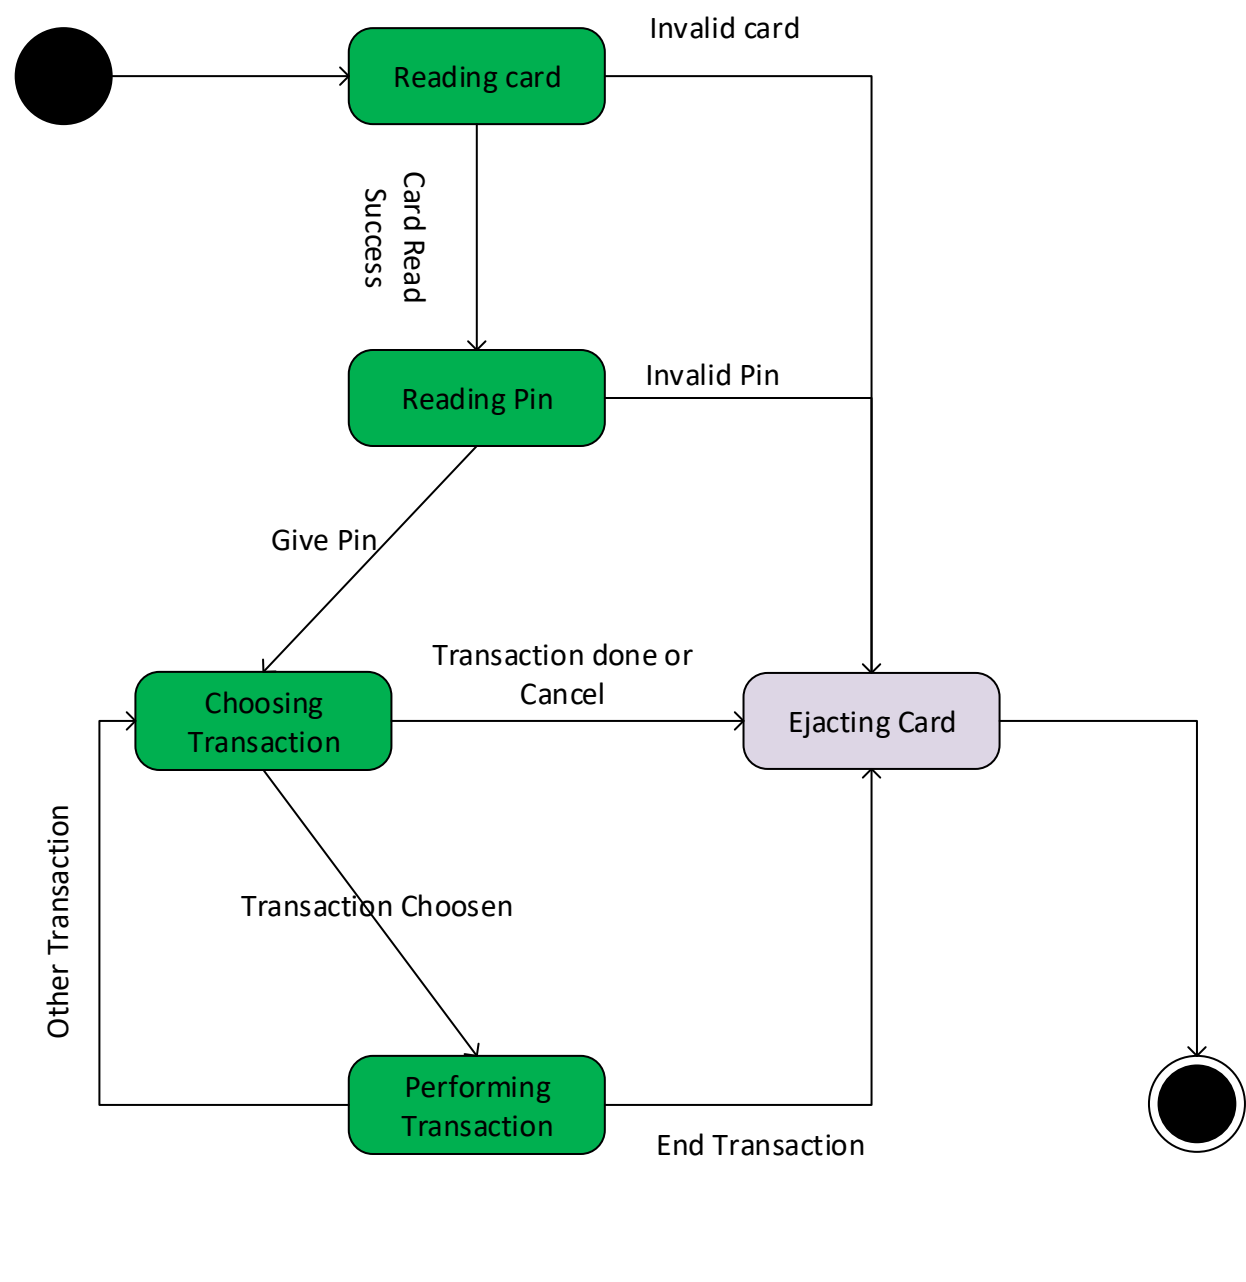 Invalid card
Reading card
Card Read
Success
Invalid Pin
Reading Pin
Give Pin
Transaction done or
Cancel
Choosing
Transaction
Ejacting Card
Other Transaction
Transaction Choosen
Performing
Transaction
End Transaction